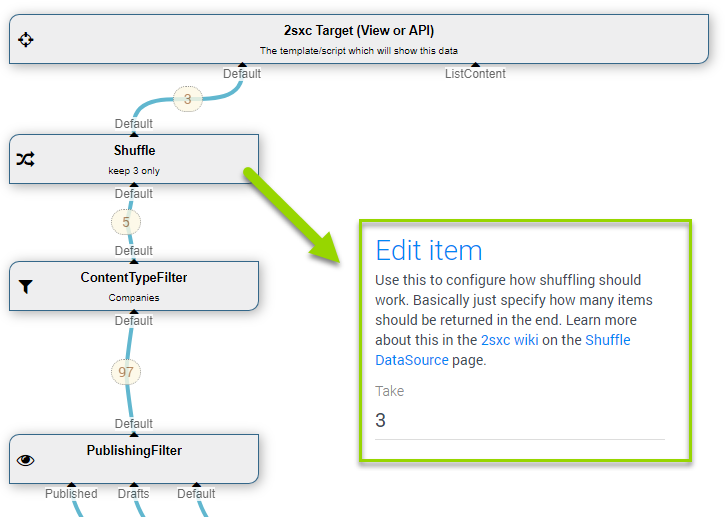 2sxc Target (View or API)
The template/script which will show this data
Default
ListContent
3
Default
Shuffle
keep 3 only
Default
5
Default
ContentTypeFilter
Companies
Default
97
Default
PublishingFilter
Published
Drafts
Default
Edit item
Use this to configure how shuffling should
work. Basically just specify how many items
should be returned in the end. Learn more
about this in the 2sxc wiki on the Shuffle
DataSource page.
Take
3